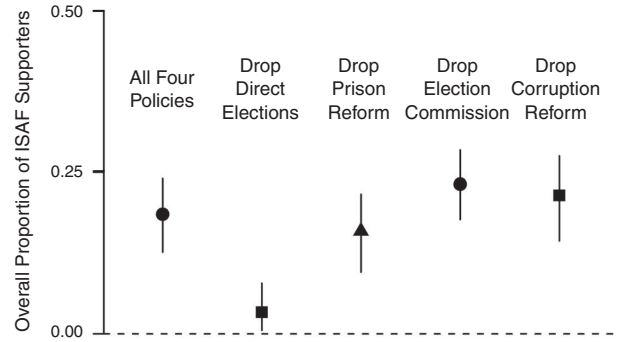 Overall Proportion of ISAF Supporters
0.50
0.25
0.00
All Four
Policies
Drop
Direct
Elections
Drop
Prison
Reform
Drop
Election
Commission
Drop
Corruption
Reform